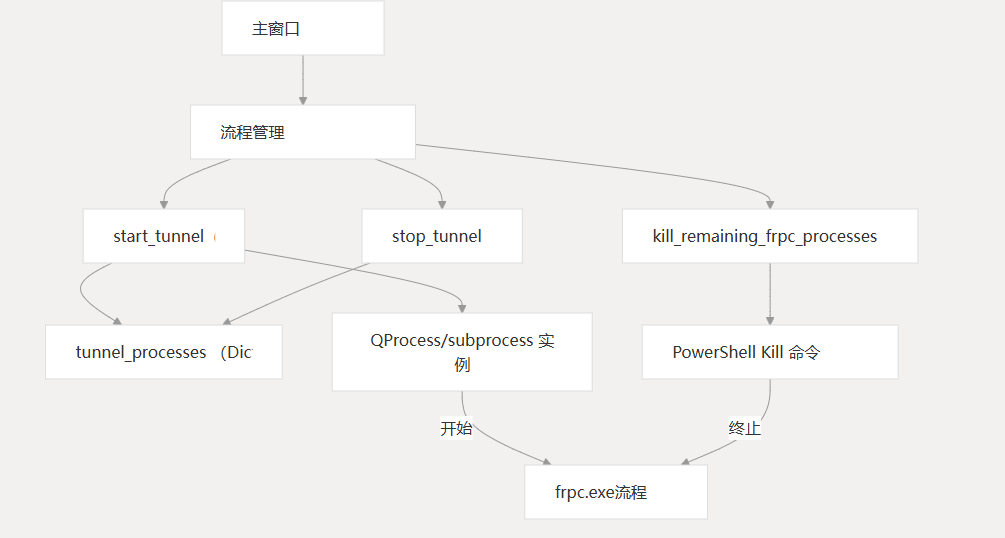 主窗口
流程管理
start_tunnel（
stop_tunnel
kill_remaining_frpc_processes
tunnel_processes （Dic
QProcess/subprocess 实
例
PowerShell Kill 命令
开始
终止
frpc.exe流程